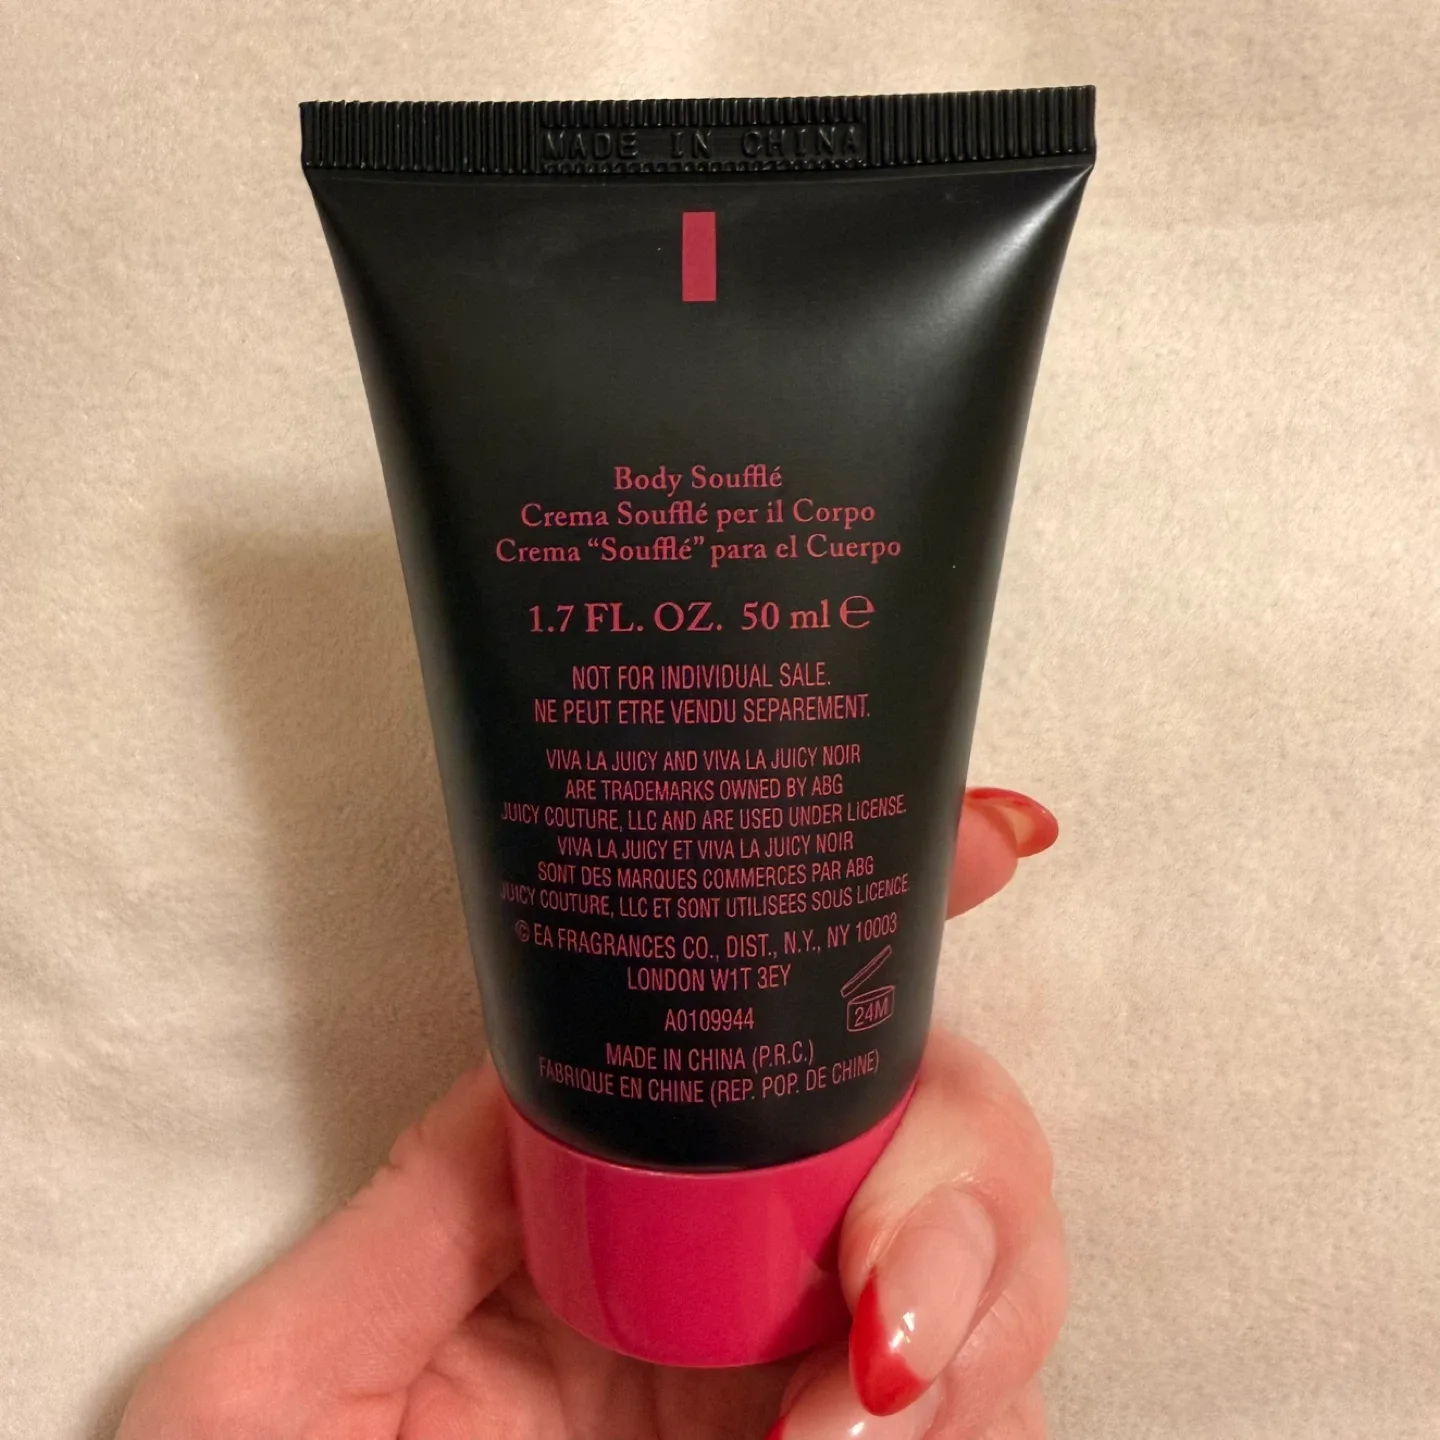 MADE IN CHINA
Body Soufflé
Crema Soufflé per il Corpo
Crema “Soufflé” para el Cuerpo
1.7 FL. OZ. 50 ml ℮
NOT FOR INDIVIDUAL SALE.
NE PEUT ETRE VENDU SEPAREMENT.
VIVA LA JUICY AND VIVA LA JUICY NOIR
ARE TRADEMARKS OWNED BY ABG
JUICY COUTURE, LLC AND ARE USED UNDER LICENSE.
VIVA LA JUICY ET VIVA LA JUICY NOIR
SONT DES MARQUES COMMERCES PAR ABG
JUICY COUTURE, LLC ET SONT UTILISEES SOUS LICENCE
© EA FRAGRANCES CO., DIST., N.Y., NY 10003
LONDON W1T 3EY
A0109944
24M
MADE IN CHINA (P.R.C.)
FABRIQUE EN CHINE (REP. POP. DE CHINE)